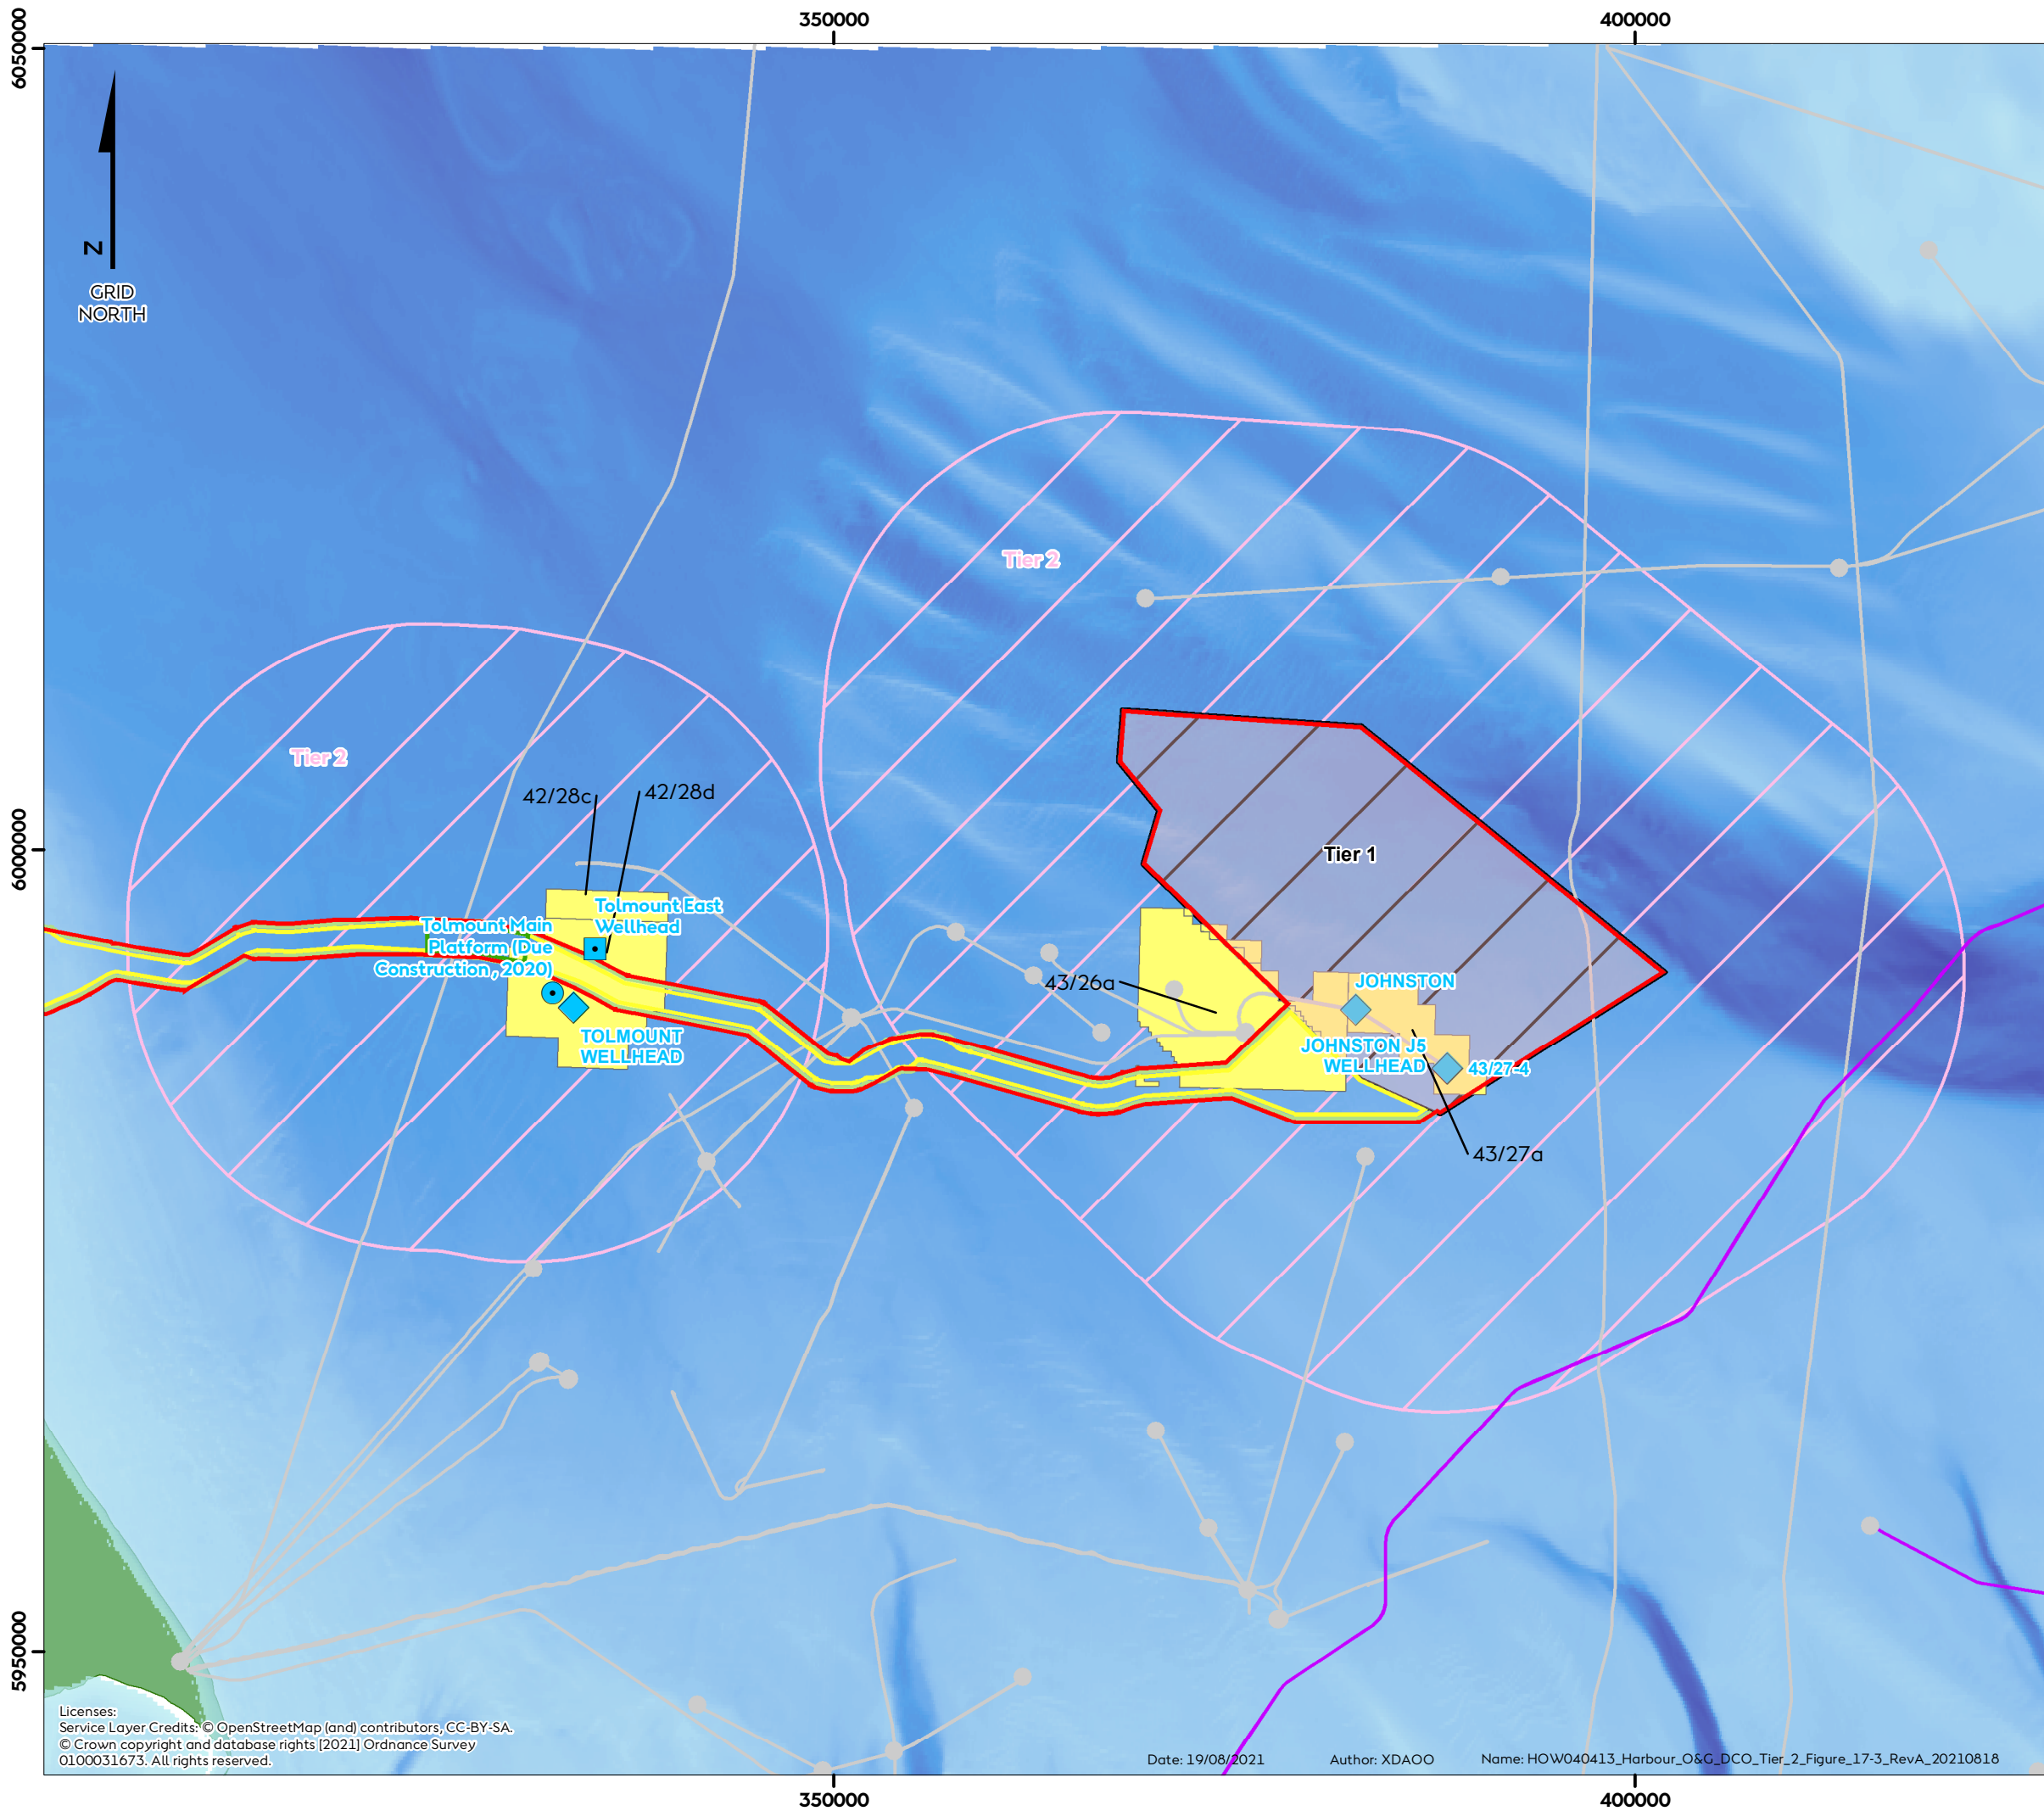 350000
400000
6050000
6000000
5950000
N
GRID
NORTH
Tier 2
Tier 2
42/28c
42/28d
Tier 1
Tolmount East
Wellhead
Tolmount Main
Platform (Due
Construction , 2020)
TOLMOUNT
WELLHEAD
43/26a
JOHNSTON
JOHNSTON J5
WELLHEAD
43/27-4
43/27a
Licenses:
Service Layer Credits: © OpenStreetMap (and) contributors, CC-BY-SA.
© Crown copyright and database rights [2021] Ordnance Survey
0100031673. All rights reserved.
Date: 19/08/2021
Author: XDAOO
Name: HOW040413_Harbour_O&G_DCO_Tier_2_Figure_17-3_RevA_20210818
350000
400000